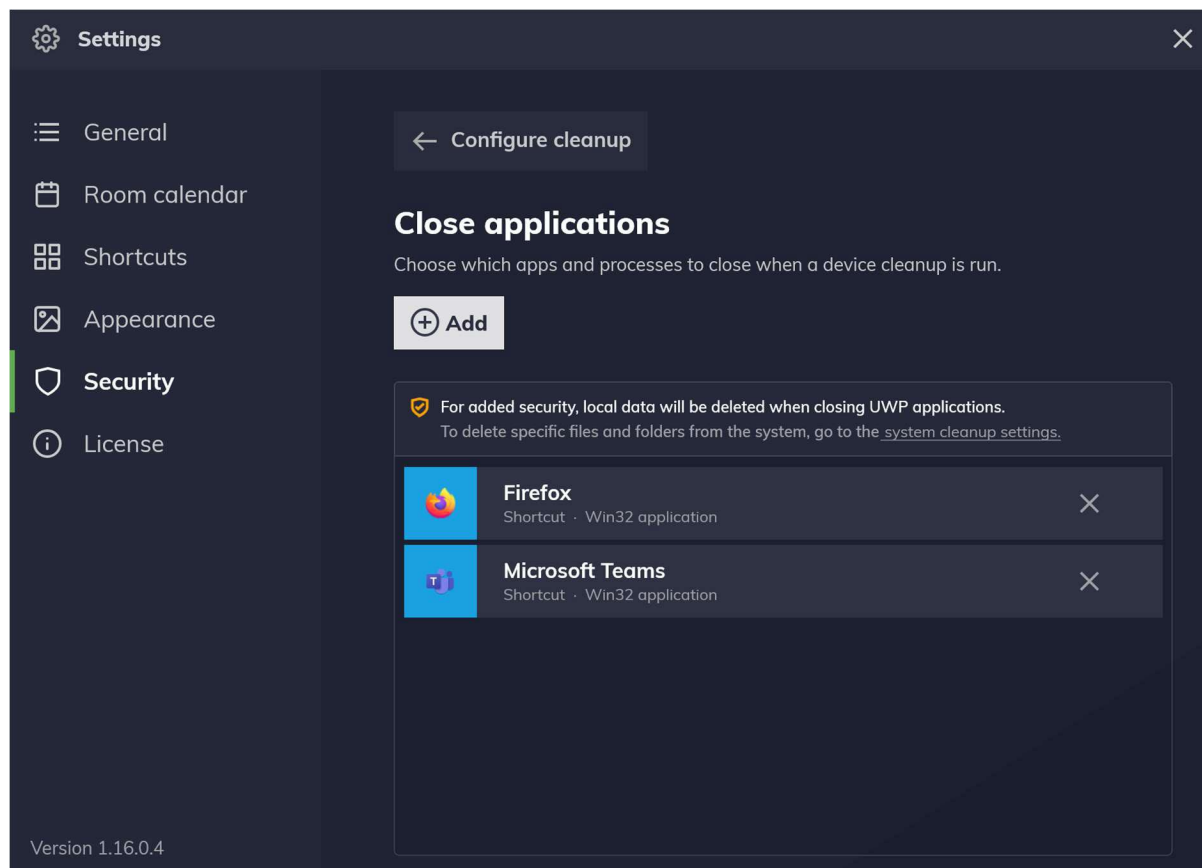 Settings
General
Room calendar
Shortcuts
Appearance
Security
License
Version 1.16.0.4
Configure cleanup
Close applications
Choose which apps and processes to close when a device cleanup is run.
Add
For added security, local data will be deleted when closing UWP applications.
To delete specific files and folders from the system, go to the system cleanup settings.
Firefox
Shortcut · Win32 application
T
Microsoft Teams
Shortcut · Win32 application